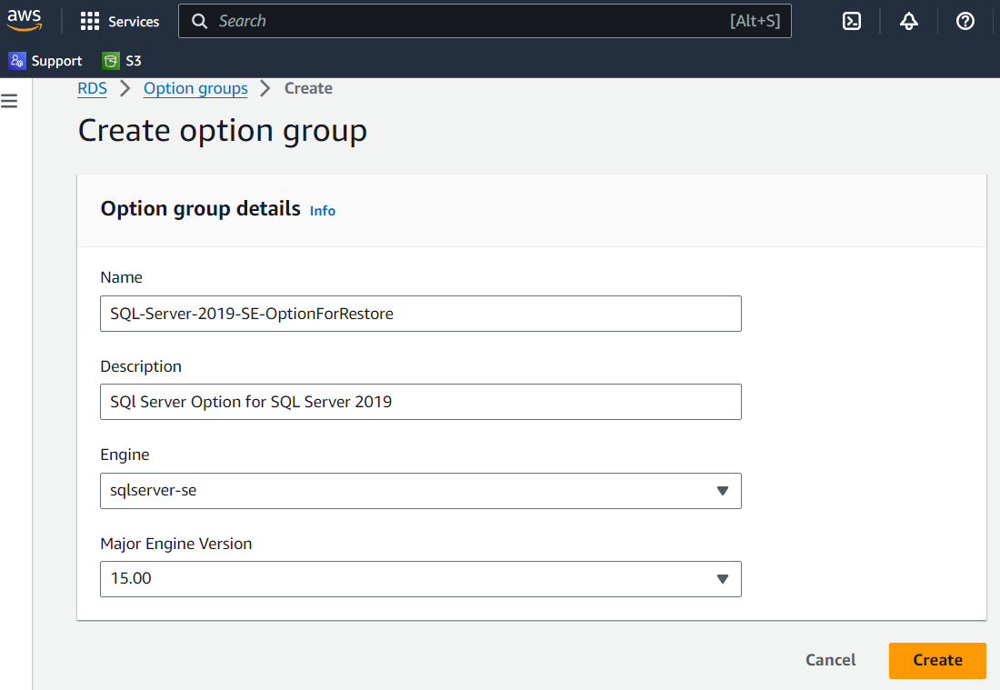 aws Services Search [Alt+S]
Support S3
RDS Option groups Create
Create option group
Option group details Info
Name
SQL-Server-2019-SE-OptionForRestore
Description
SQl Server Option for SQL Server 2019
Engine
sqlserver-se
Major Engine Version
15.00
Cancel Create